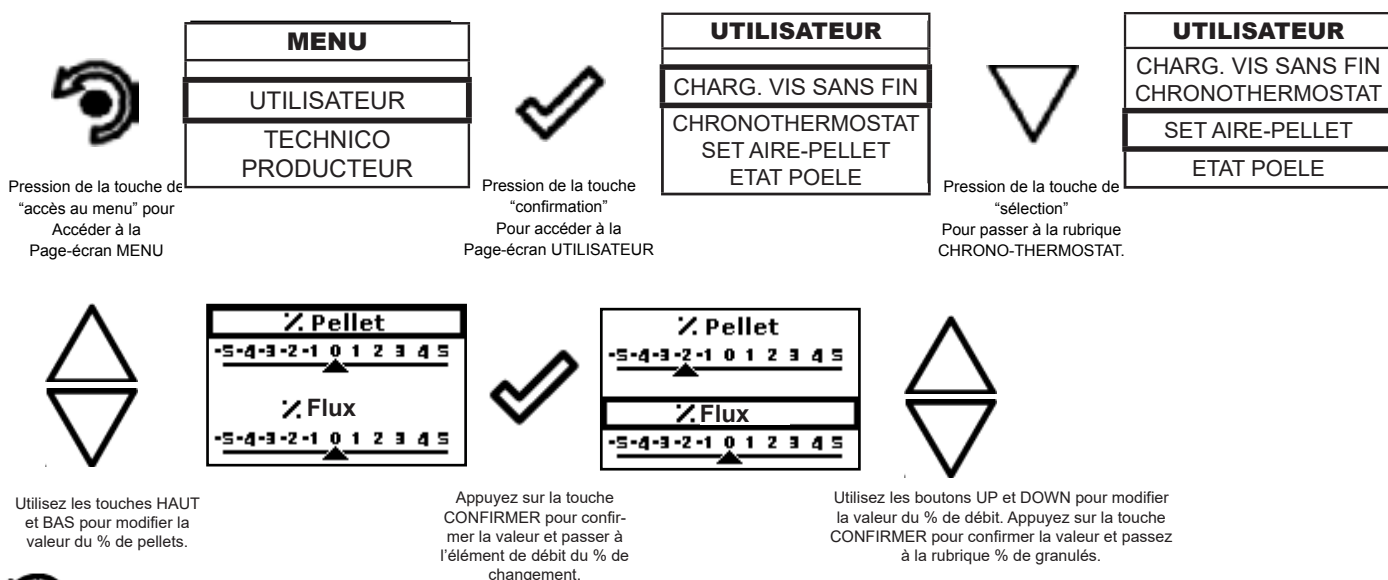 MENU
UTILISATEUR
TECHNICO
PRODUCTEUR
Pression de la touche de
“accès au menu” pour
Accéder à la
Page-écran MENU
Pression de la touche
“confirmation”
Pour accéder à la
Page-écran UTILISATEUR
UTILISATEUR
CHARG. VIS SANS FIN
CHRONOTHERMOSTAT
SET AIRE-PELLET
ETAT POELE
Pression de la touche de
“sélection”
Pour passer à la rubrique
CHRONO-THERMOSTAT.
UTILISATEUR
CHARG. VIS SANS FIN
CHRONOTHERMOSTAT
SET AIRE-PELLET
ETAT POELE
Utilisez les touches HAUT
et BAS pour modifier la
valeur du % de pellets.
% Pellet
-5-4-3-2-1 0 1 2 3 4 5
% Flux
-5-4-3-2-1 0 1 2 3 4 5
Appuyez sur la touche
CONFIRMER pour confir-
mer la valeur et passer à
l’élément de débit du % de
changement.
% Pellet
-5-4-3-2-1 0 1 2 3 4 5
% Flux
-5-4-3-2-1 0 1 2 3 4 5
Utilisez les boutons UP et DOWN pour modifier
la valeur du % de débit. Appuyez sur la touche
CONFIRMER pour confirmer la valeur et passez
à la rubrique % de granulés.